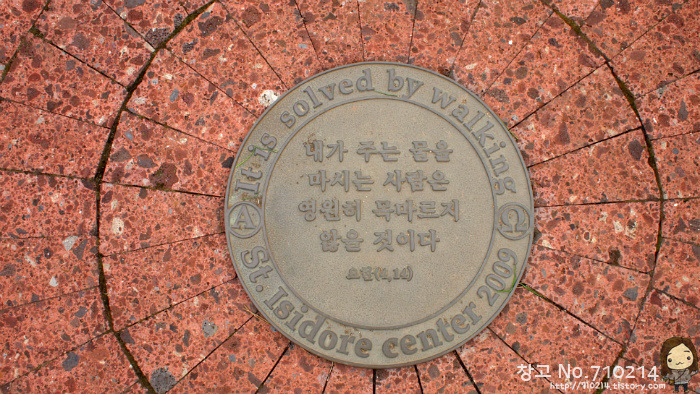 It is solved by walking
내가 주는 물을
마시는 사람은
영원히 목마르지
않을 것이다
요한(4,14)
A
Ω
St. Isidore center 2009
창고 No.710214
http://710214.tistory.com